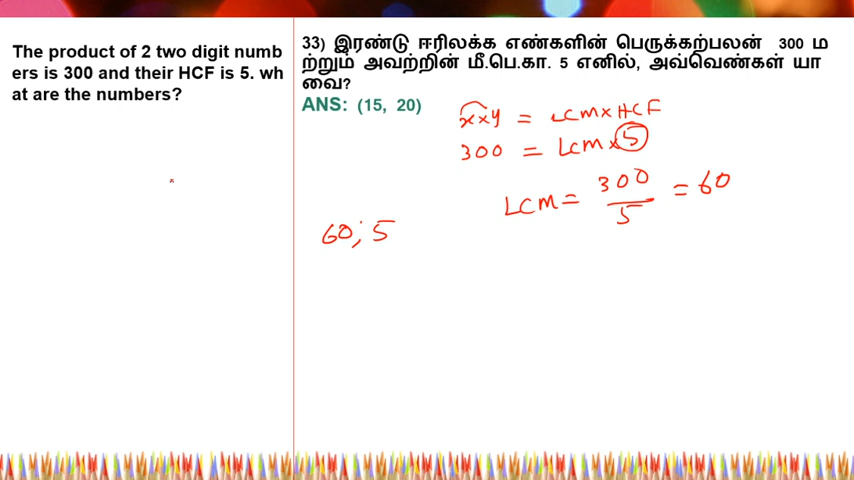 The product of 2 two digit numb
ers is 300 and their HCF is 5. wh
at are the numbers?
33) இரண்டு ஈரிலக்க எண்களின் பெருக்கற்பலன் 300 ம
ற்றும் அவற்றின் மீ.பெ.கா. 5 எனில், அவ்வெண்கள் யா
வை?
ANS: (15, 20)
x×y = LCM×HCF
300 = LCM×5
LCM = 300/5 = 60
60; 5